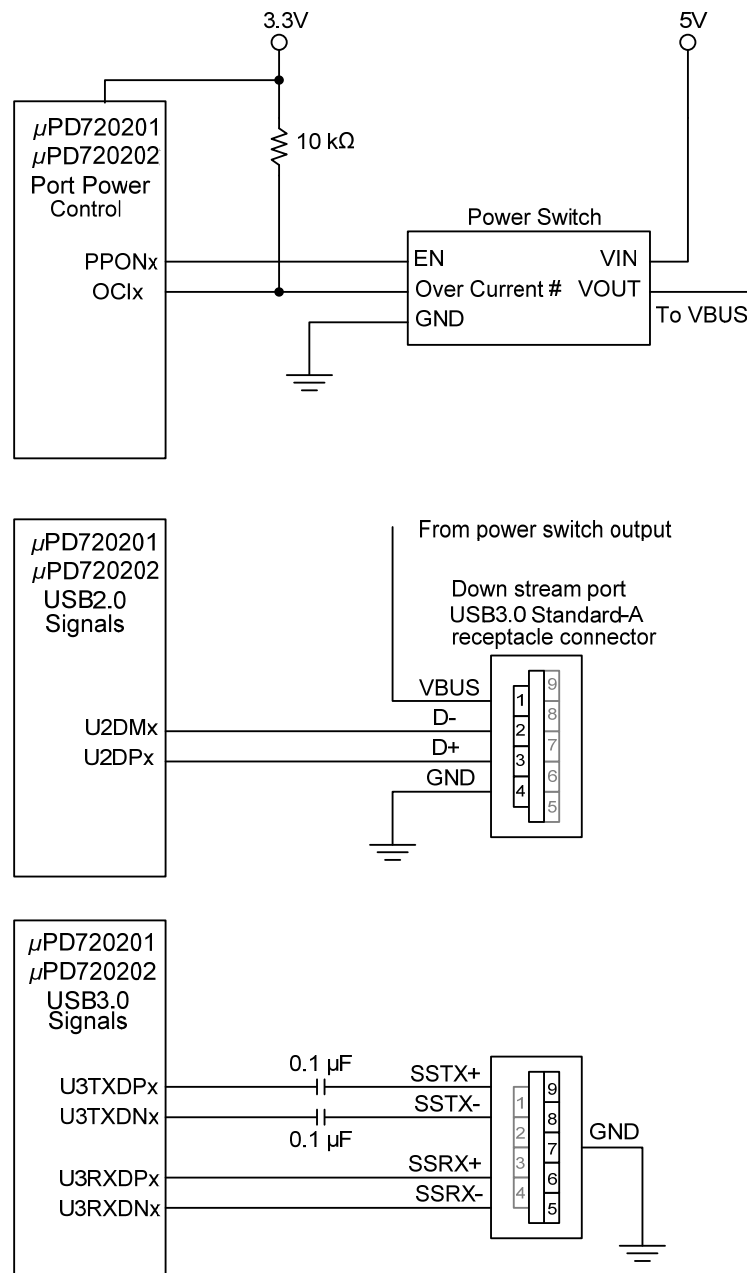 3.3V
5V
µPD720201
µPD720202
Port Power
Control
10 kΩ
Power Switch
PPONx
OCIx
EN
VIN
Over Current #
VOUT
GND
To VBUS
µPD720201
µPD720202
USB2.0
Signals
From power switch output
Down stream port
USB3.0 Standard-A
receptacle connector
U2DMx
U2DPx
VBUS
D-
D+
GND
1
2
3
4
9
8
7
6
5
µPD720201
µPD720202
USB3.0
Signals
U3TXDPx
U3TXDNx
U3RXDPx
U3RXDNx
0.1 µF
0.1 µF
SSTX+
SSTX-
SSRX+
SSRX-
1
2
3
4
9
8
7
6
5
GND